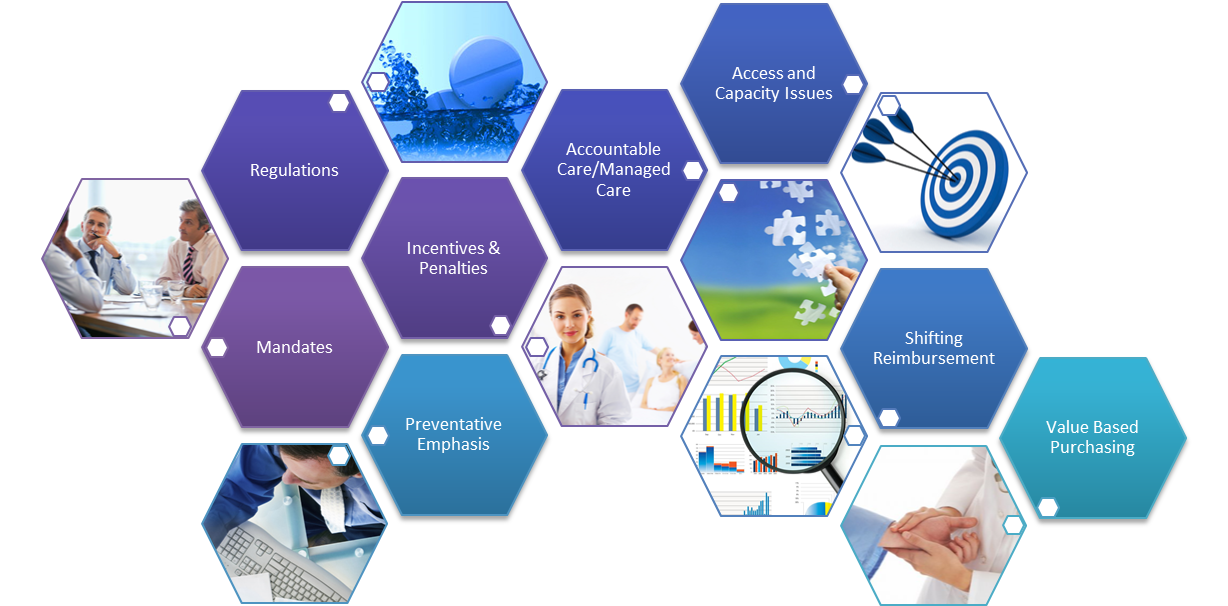 Access and
Capacity Issues
Regulations
Accountable
Care/Managed
Care
Incentives &
Penalties
Mandates
Shifting
Reimbursement
Preventative
Emphasis
Value Based
Purchasing